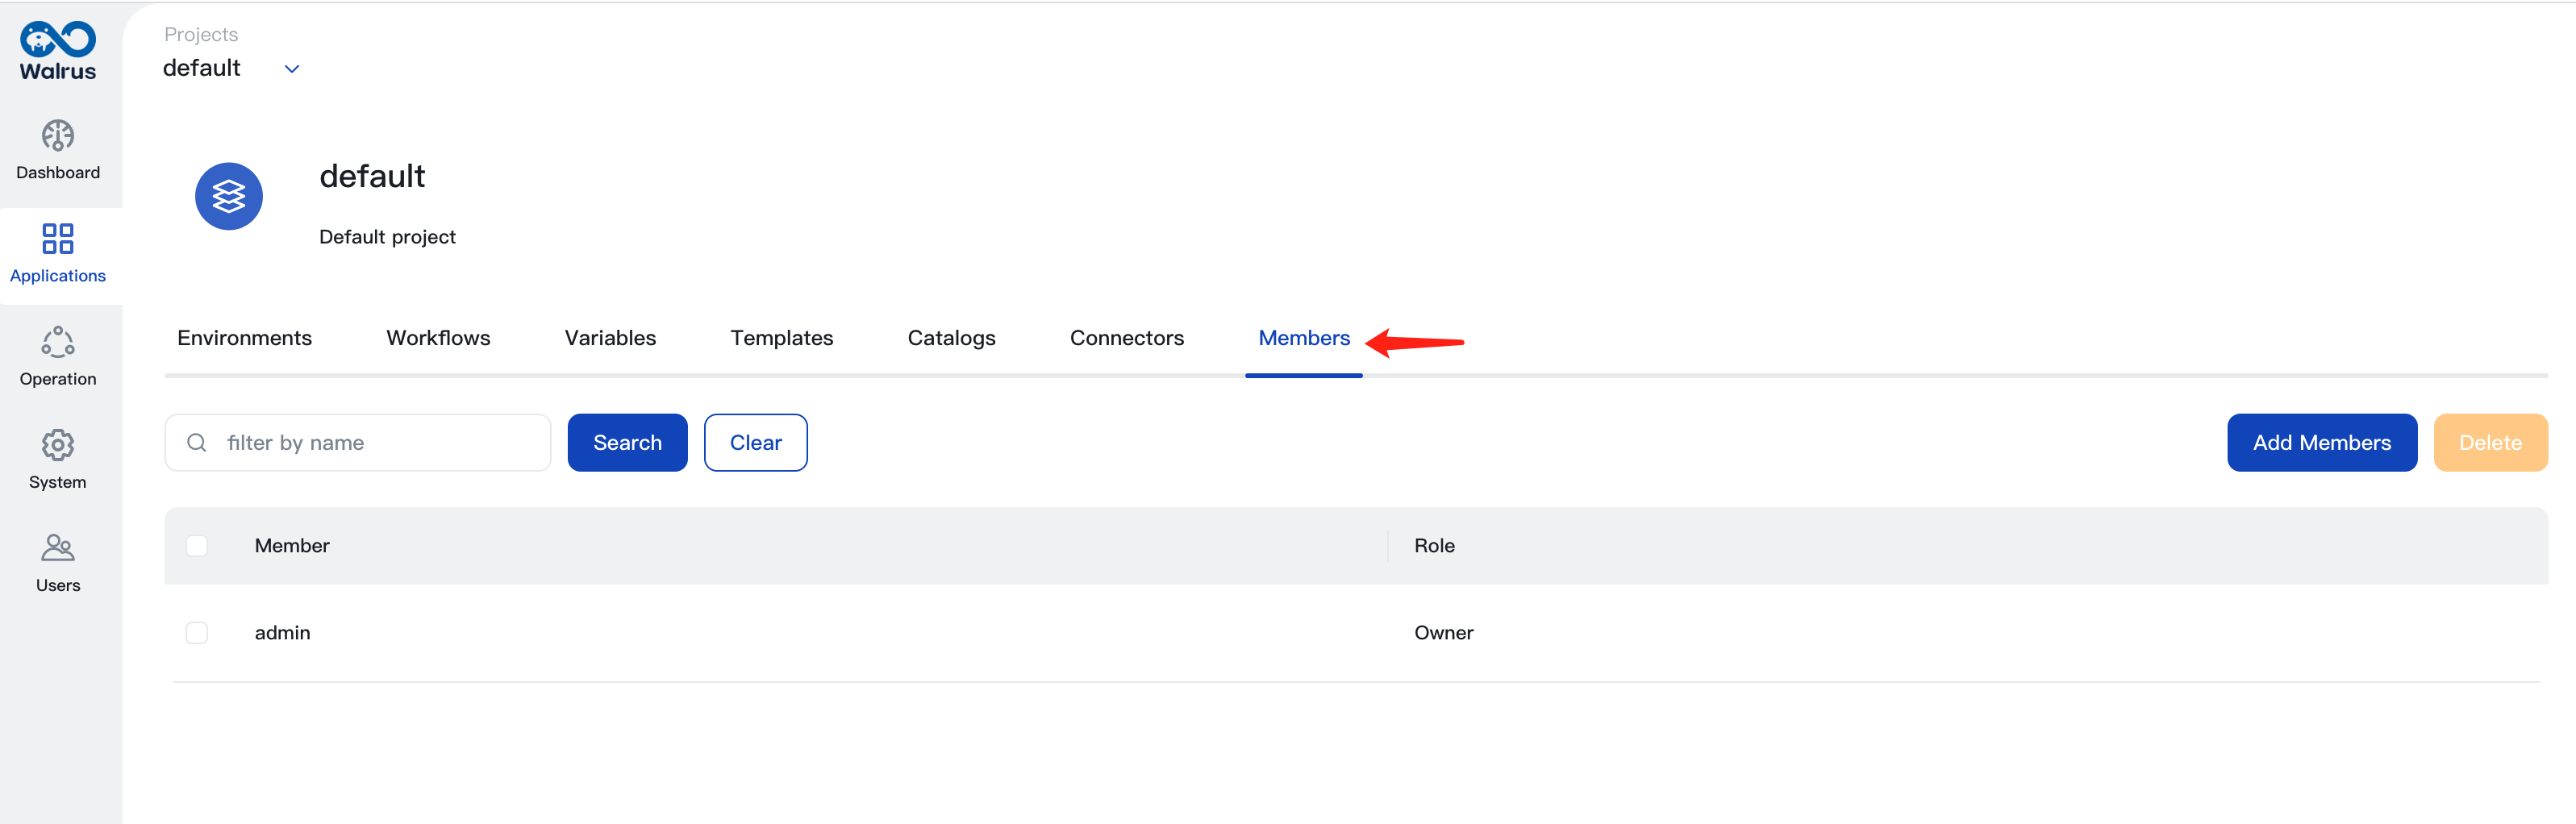 Walrus
Dashboard
Applications
Operation
System
Users
Projects
default
default
Default project
Environments Workflows Variables Templates Catalogs Connectors Members
filter by name Search Clear Add Members Delete
Member Role
admin Owner